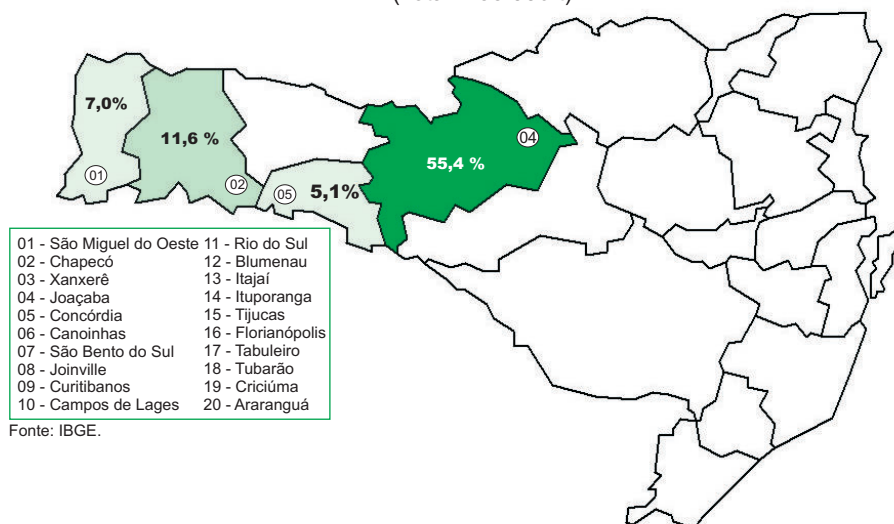 7,0%
11,6 %
04
55,4 %
01
02
05
5,1%
01 - São Miguel do Oeste 11 - Rio do Sul
02 - Chapecó 12 - Blumenau
03 - Xanxerê 13 - Itajaí
04 - Joaçaba 14 - Ituporanga
05 - Concórdia 15 - Tijucas
06 - Canoinhas 16 - Florianópolis
07 - São Bento do Sul 17 - Tabuleiro
08 - Joinville 18 - Tubarão
09 - Curitibanos 19 - Criciúma
10 - Campos de Lages 20 - Araranguá
Fonte: IBGE.